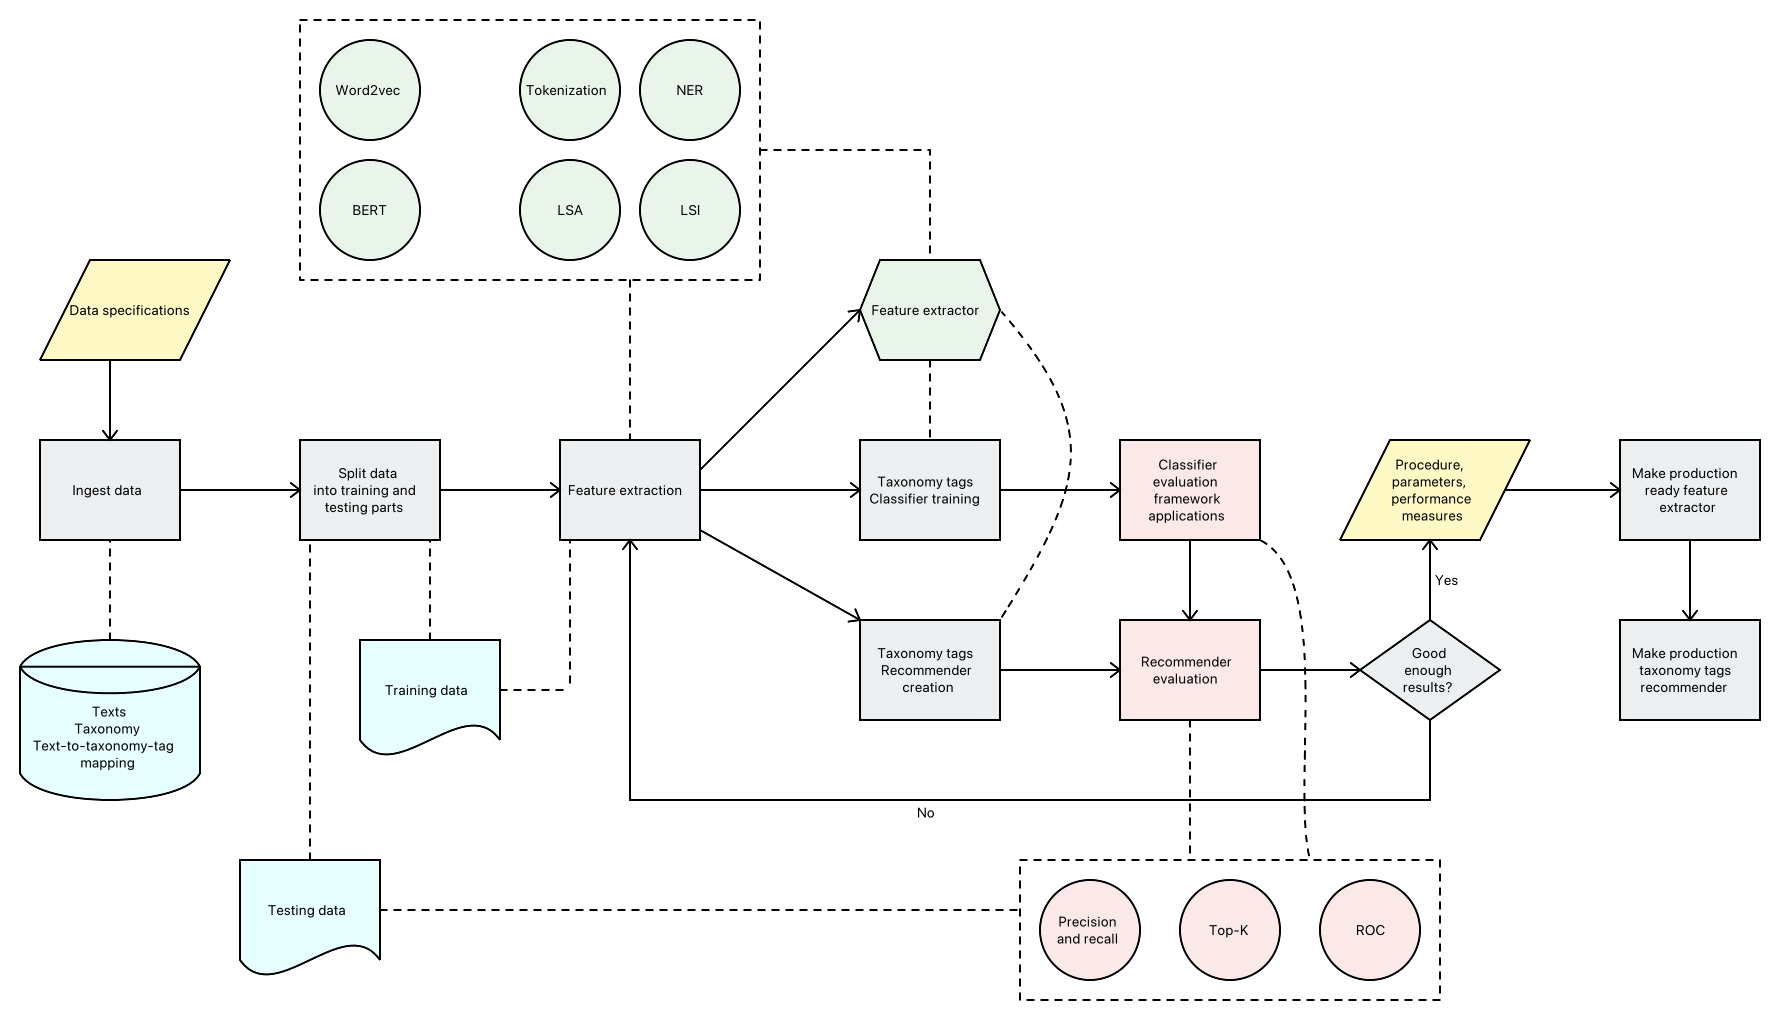 Word2vec
Tokenization
NER
BERT
LSA
LSI
Data specifications
Feature extractor
Ingest data
Split data
into training and
testing parts
Feature extraction
Taxonomy tags
Classifier training
Classifier
evaluation
framework
applications
Procedure,
parameters,
performance
measures
Make production
ready feature
extractor
Yes
Texts
Taxonomy
Text-to-taxonomy-tag
mapping
Training data
Taxonomy tags
Recommender
creation
Recommender
evaluation
Good
enough
results?
Make production
taxonomy tags
recommender
No
Testing data
Precision
and recall
Top-K
ROC